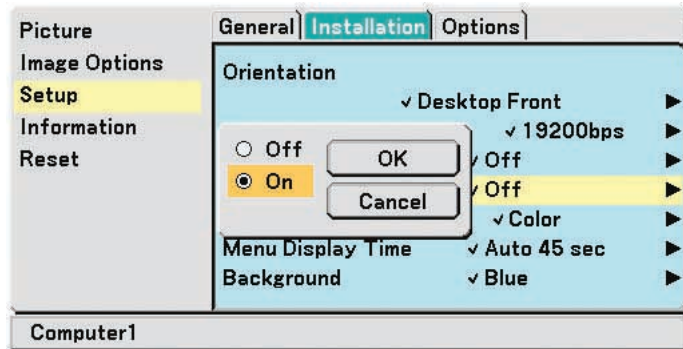 Picture
Image Options
Setup
Information
Reset
General Installation Options
Orientation
✓ Desktop Front
✓ 19200bps
✓ Off
✓ Off
✓ Color
Menu Display Time ✓ Auto 45 sec
Background ✓ Blue
Off
On
OK
Cancel
Computer1